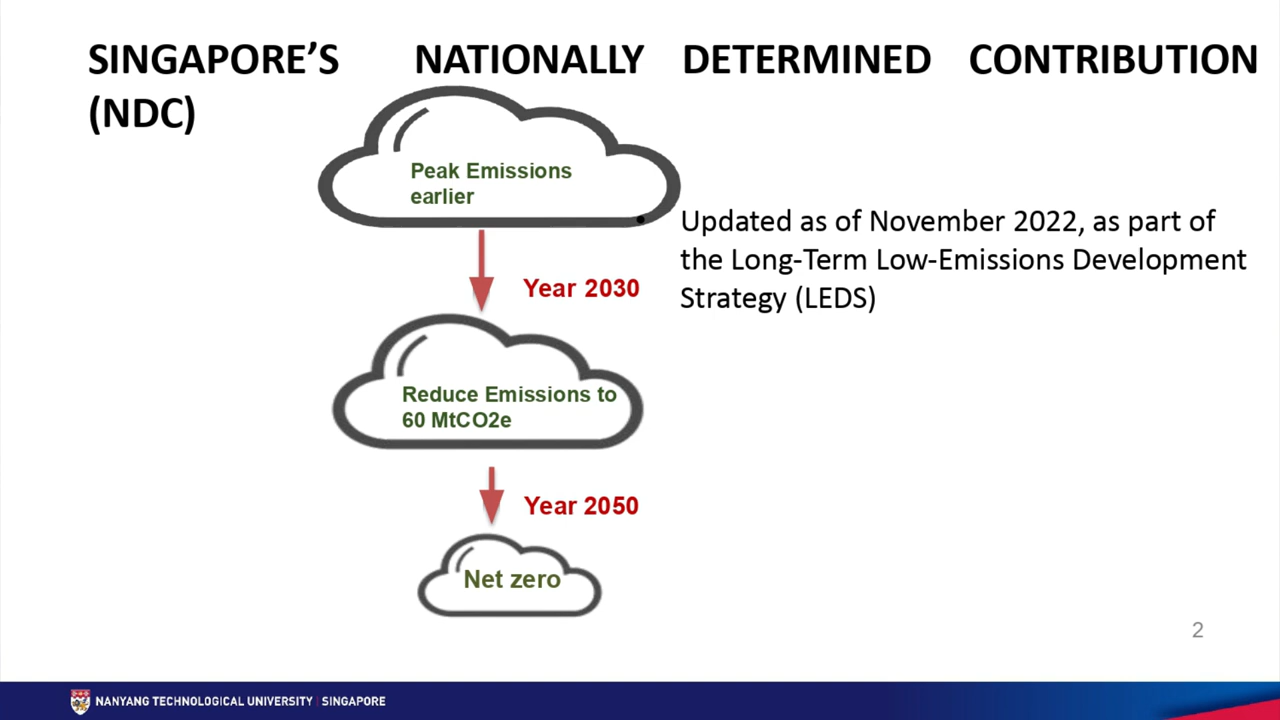 SINGAPORE’S NATIONALLY DETERMINED CONTRIBUTION
(NDC)
Peak Emissions
earlier
• Updated as of November 2022, as part of
the Long-Term Low-Emissions Development
Strategy (LEDS)
Year 2030
Reduce Emissions to
60 MtCO2e
Year 2050
Net zero
2
NANYANG TECHNOLOGICAL UNIVERSITY | SINGAPORE